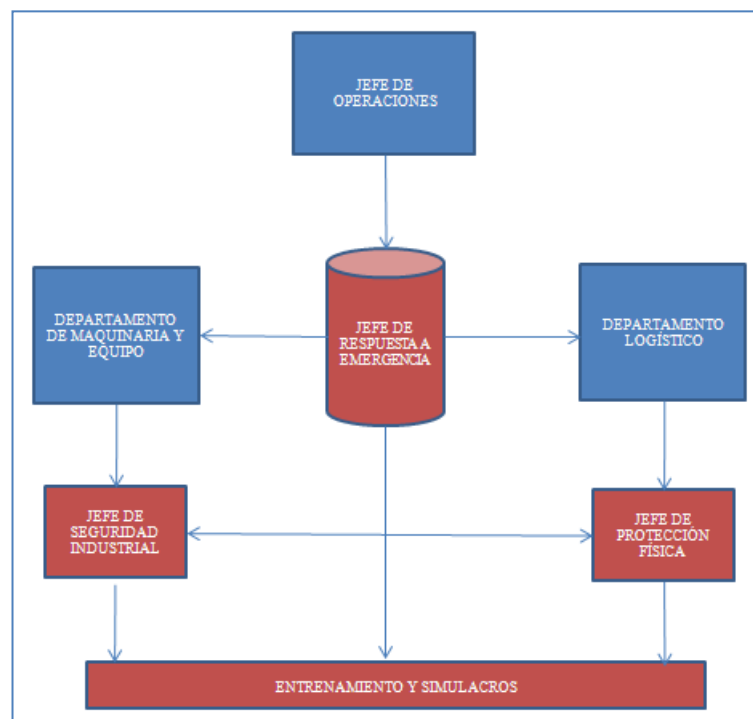 JEFE DE
OPERACIONES
DEPARTAMENTO
DE MAQUINARIA Y
EQUIPO
JEFE DE
RESPUESTA A
EMERGENCIA
DEPARTAMENTO
LOGÍSTICO
JEFE DE
SEGURIDAD
INDUSTRIAL
JEFE DE
PROTECCIÓN
FÍSICA
ENTRENAMIENTO Y SIMULACROS